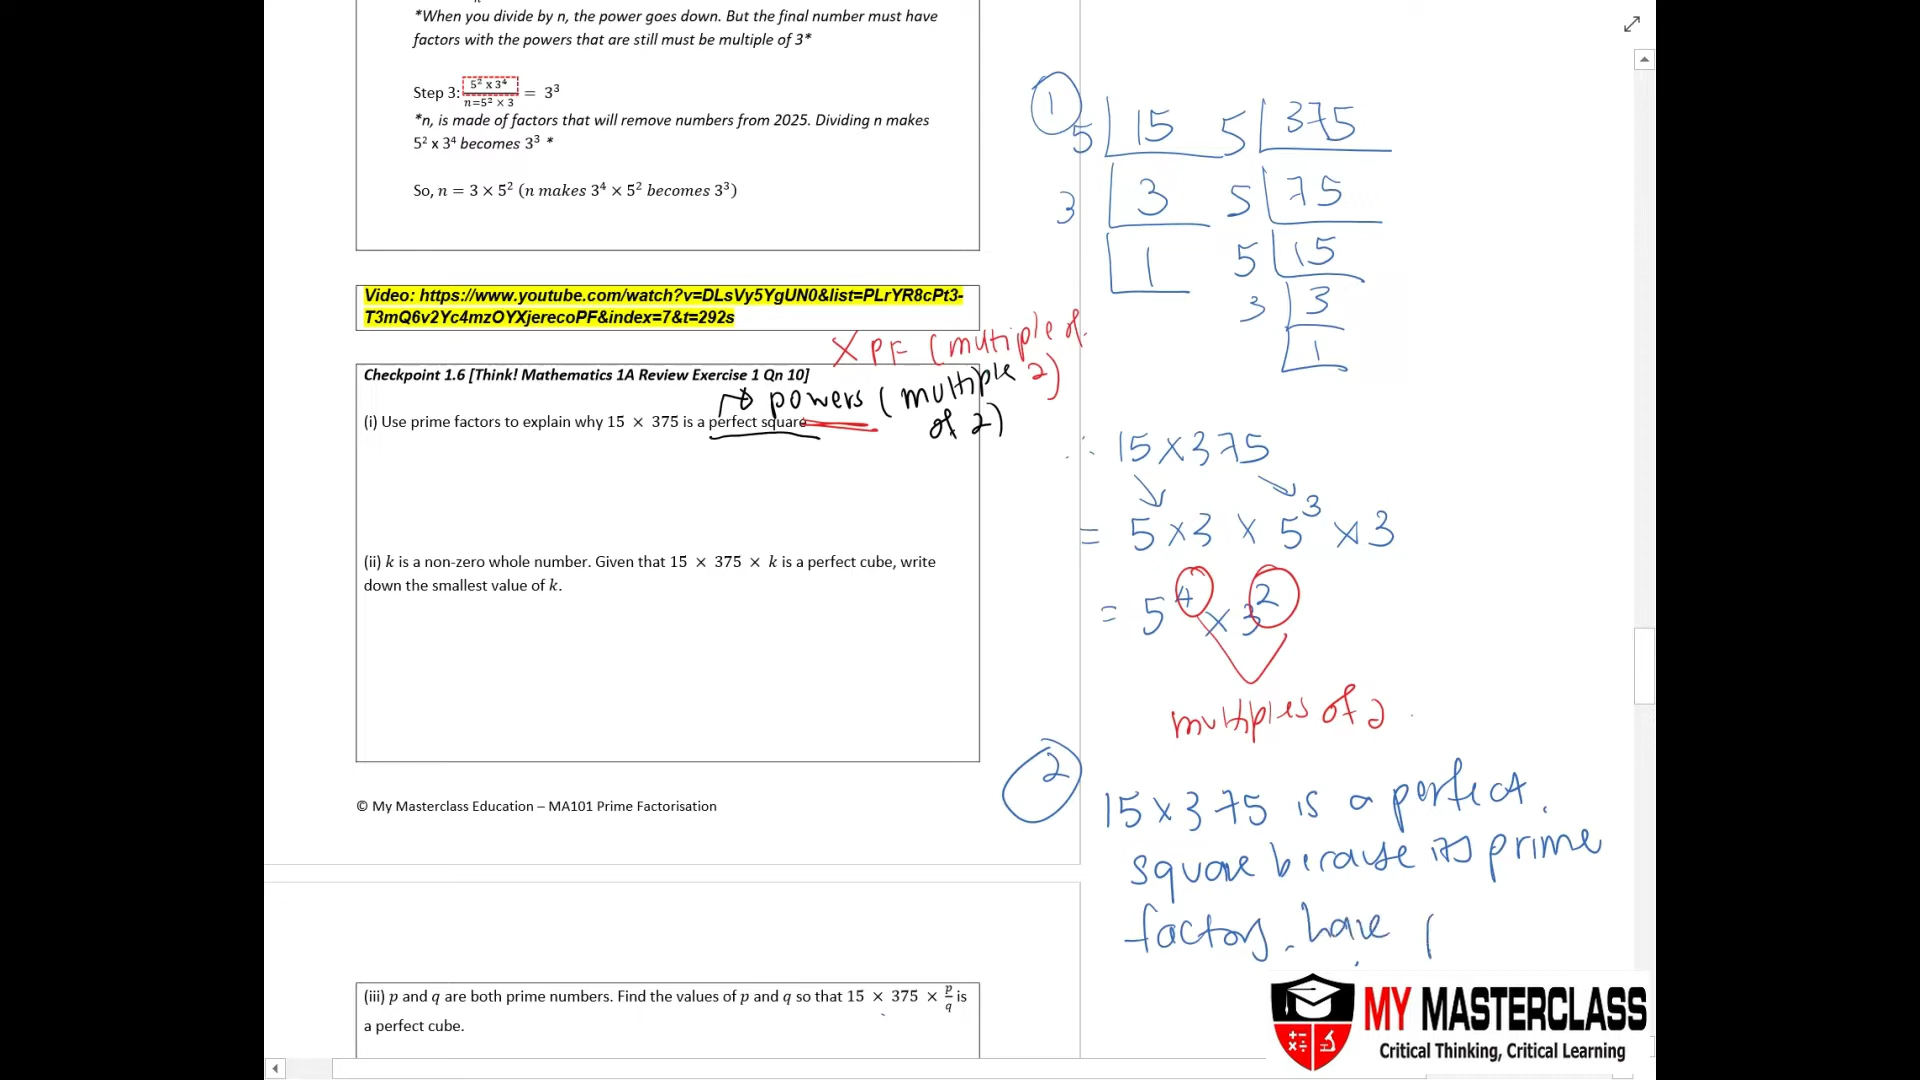 *When you divide by n, the power goes down. But the final number must have
factors with the powers that are still must be multiple of 3*
Step 3: 5² x 3⁴ / n=5² × 3 = 3³
*n, is made of factors that will remove numbers from 2025. Dividing n makes
5² x 3⁴ becomes 3³ *
So, n = 3 × 5² (n makes 3⁴ × 5² becomes 3³)
Video: https://www.youtube.com/watch?v=DLsVy5YgUN0&list=PLrYR8cPt3-
T3mQ6v2Yc4mzOYXjerecoPF&index=7&t=292s
X PF (multiple of
2)
Checkpoint 1.6 [Think! Mathematics 1A Review Exercise 1 Qn 10]
powers (multiple
of 2)
(i) Use prime factors to explain why 15 × 375 is a perfect square
(ii) k is a non-zero whole number. Given that 15 × 375 × k is a perfect cube, write
down the smallest value of k.
© My Masterclass Education – MA101 Prime Factorisation
(iii) p and q are both prime numbers. Find the values of p and q so that 15 × 375 × p/q is
a perfect cube.
1
5 15 5 375
3 3 5 75
1 5 15
3 3
1
∴ 15 × 375
= 5 × 3 × 5³ × 3
= 5⁴ × 3²
multiples of 2
2
15 × 375 is a perfect
square because its prime
factors have
MY MASTERCLASS
Critical Thinking, Critical Learning